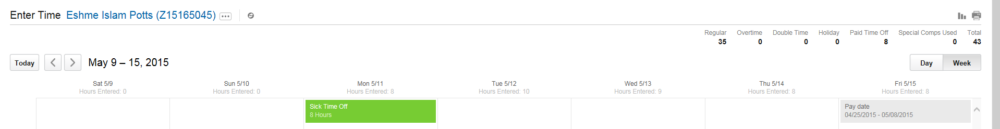 Enter Time Eshme Islam Potts (Z15165045)
Regular Overtime Double Time Holiday Paid Time Off Special Comps Used Total
35 0 0 0 8 0 43
Today May 9 – 15, 2015 Day Week
Sat 5/9 Sun 5/10 Mon 5/11 Tue 5/12 Wed 5/13 Thu 5/14 Fri 5/15
Hours Entered: 0 Hours Entered: 0 Hours Entered: 8 Hours Entered: 10 Hours Entered: 9 Hours Entered: 8 Hours Entered: 8
Sick Time Off Pay date
8 Hours 04/25/2015 - 05/08/2015